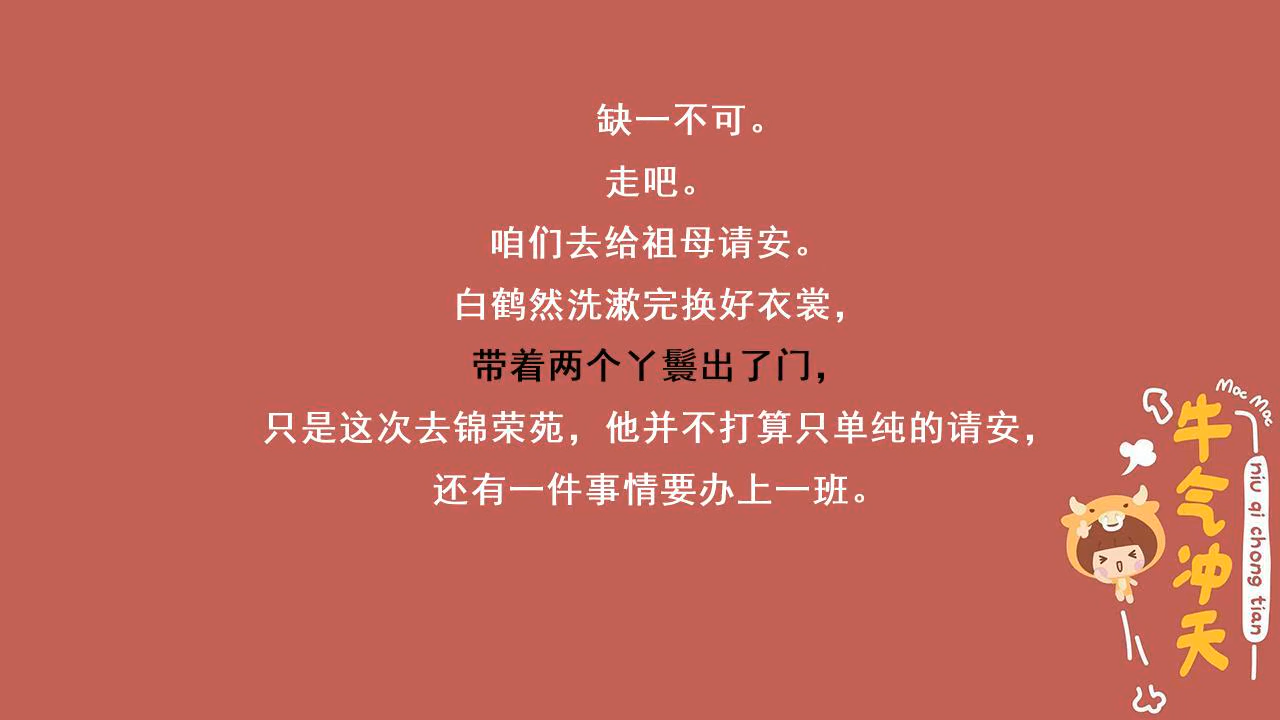 缺一不可。
走吧。
咱们去给祖母请安。
白鹤然洗漱完换好衣裳，
带着两个丫鬟出了门，
只是这次去锦荣苑，他并不打算只单纯的请安，
还有一件事情要办上一班。
Moc Moc
牛气冲天
niu qi chong tian